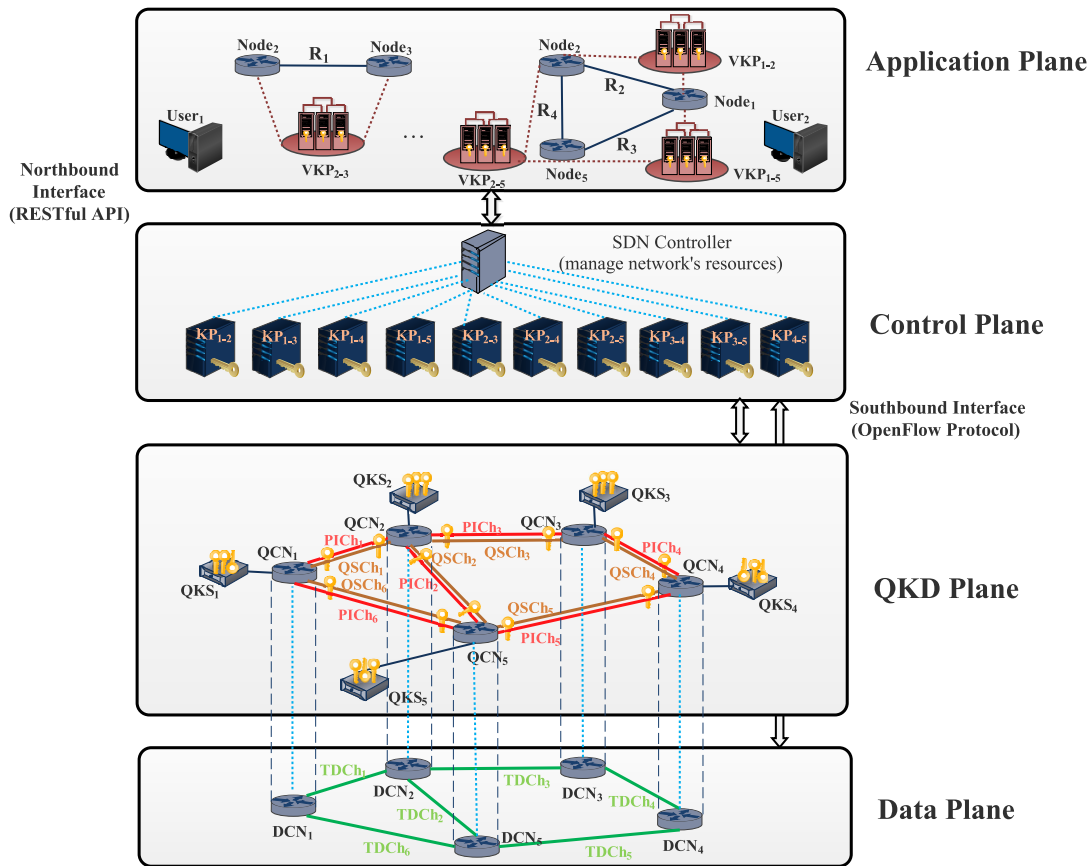 Application Plane
Node₂
R₁
Node₃
User₁
VKP₂₋₃
...
Node₂
VKP₁₋₂
R₂
Node₁
R₄
R₃
Node₅
VKP₂₋₅
VKP₁₋₅
User₂
Northbound
Interface
(RESTful API)
SDN Controller
(manage network's resources)
KP₁₋₂
KP₁₋₃
KP₁₋₄
KP₁₋₅
KP₂₋₃
KP₂₋₄
KP₂₋₅
KP₃₋₄
KP₃₋₅
KP₄₋₅
Control Plane
Southbound Interface
(OpenFlow Protocol)
QKS₂
QKS₃
QCN₂
PICh₃
QCN₃
QSCh₃
PICh₁
QCN₁
QSCh₁
QSCh₂
PICh₄
QCN₄
QSCh₄
QKS₁
QSCh₆
PICh₂
QKS₄
PICh₆
QSCh₅
PICh₅
QCN₅
QKS₅
QKD Plane
TDCh₁
DCN₂
TDCh₃
DCN₃
TDCh₄
TDCh₂
DCN₁
DCN₅
DCN₄
TDCh₆
TDCh₅
Data Plane